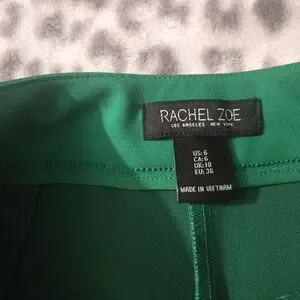 RACHEL ZOE
LOS ANGELES - NEW YORK
US: 6
CA: 6
UK: 10
EU: 36
MADE IN VIETNAM